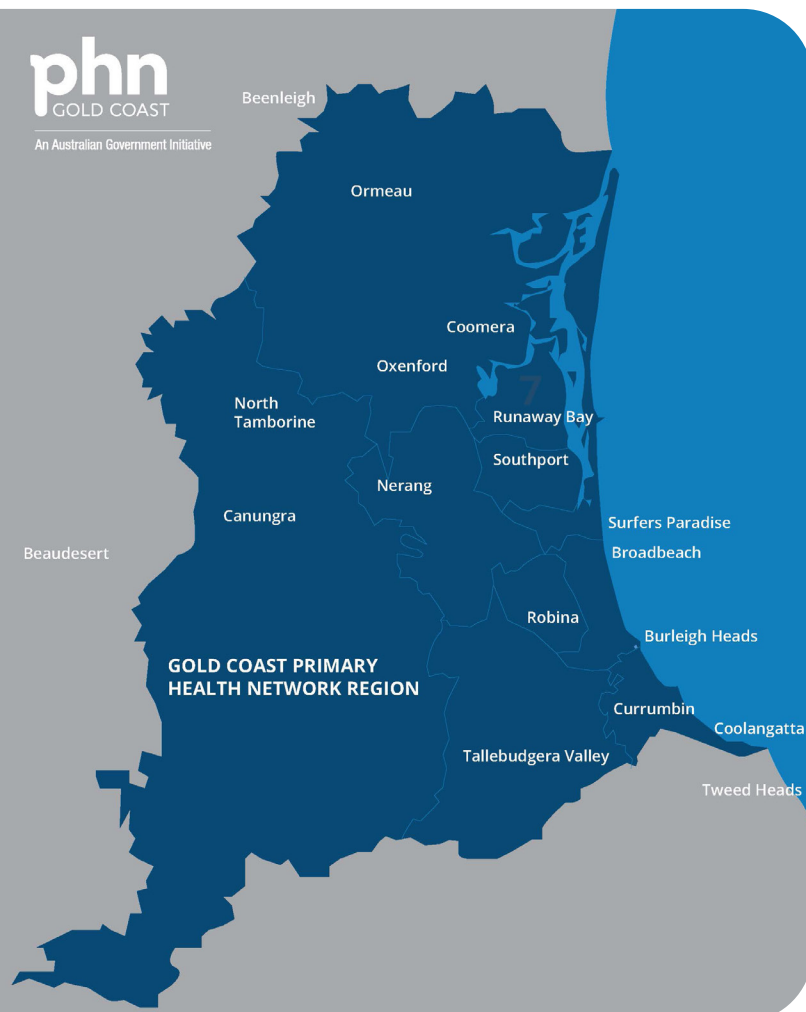 phn
GOLD COAST
An Australian Government Initiative
Beenleigh
Ormeau
Coomera
Oxenford
7
North
Tamborine
Runaway Bay
Southport
Nerang
Canungra
Surfers Paradise
Beaudesert
Broadbeach
Robina
Burleigh Heads
GOLD COAST PRIMARY
HEALTH NETWORK REGION
Currumbin
Coolangatta
Tallebudgera Valley
Tweed Heads